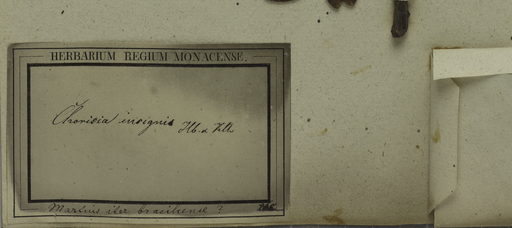 HERBARIUM REGIUM MONACENSE.
Chorisia insignis Hb. & Kth
Martius iter brasiliense ?